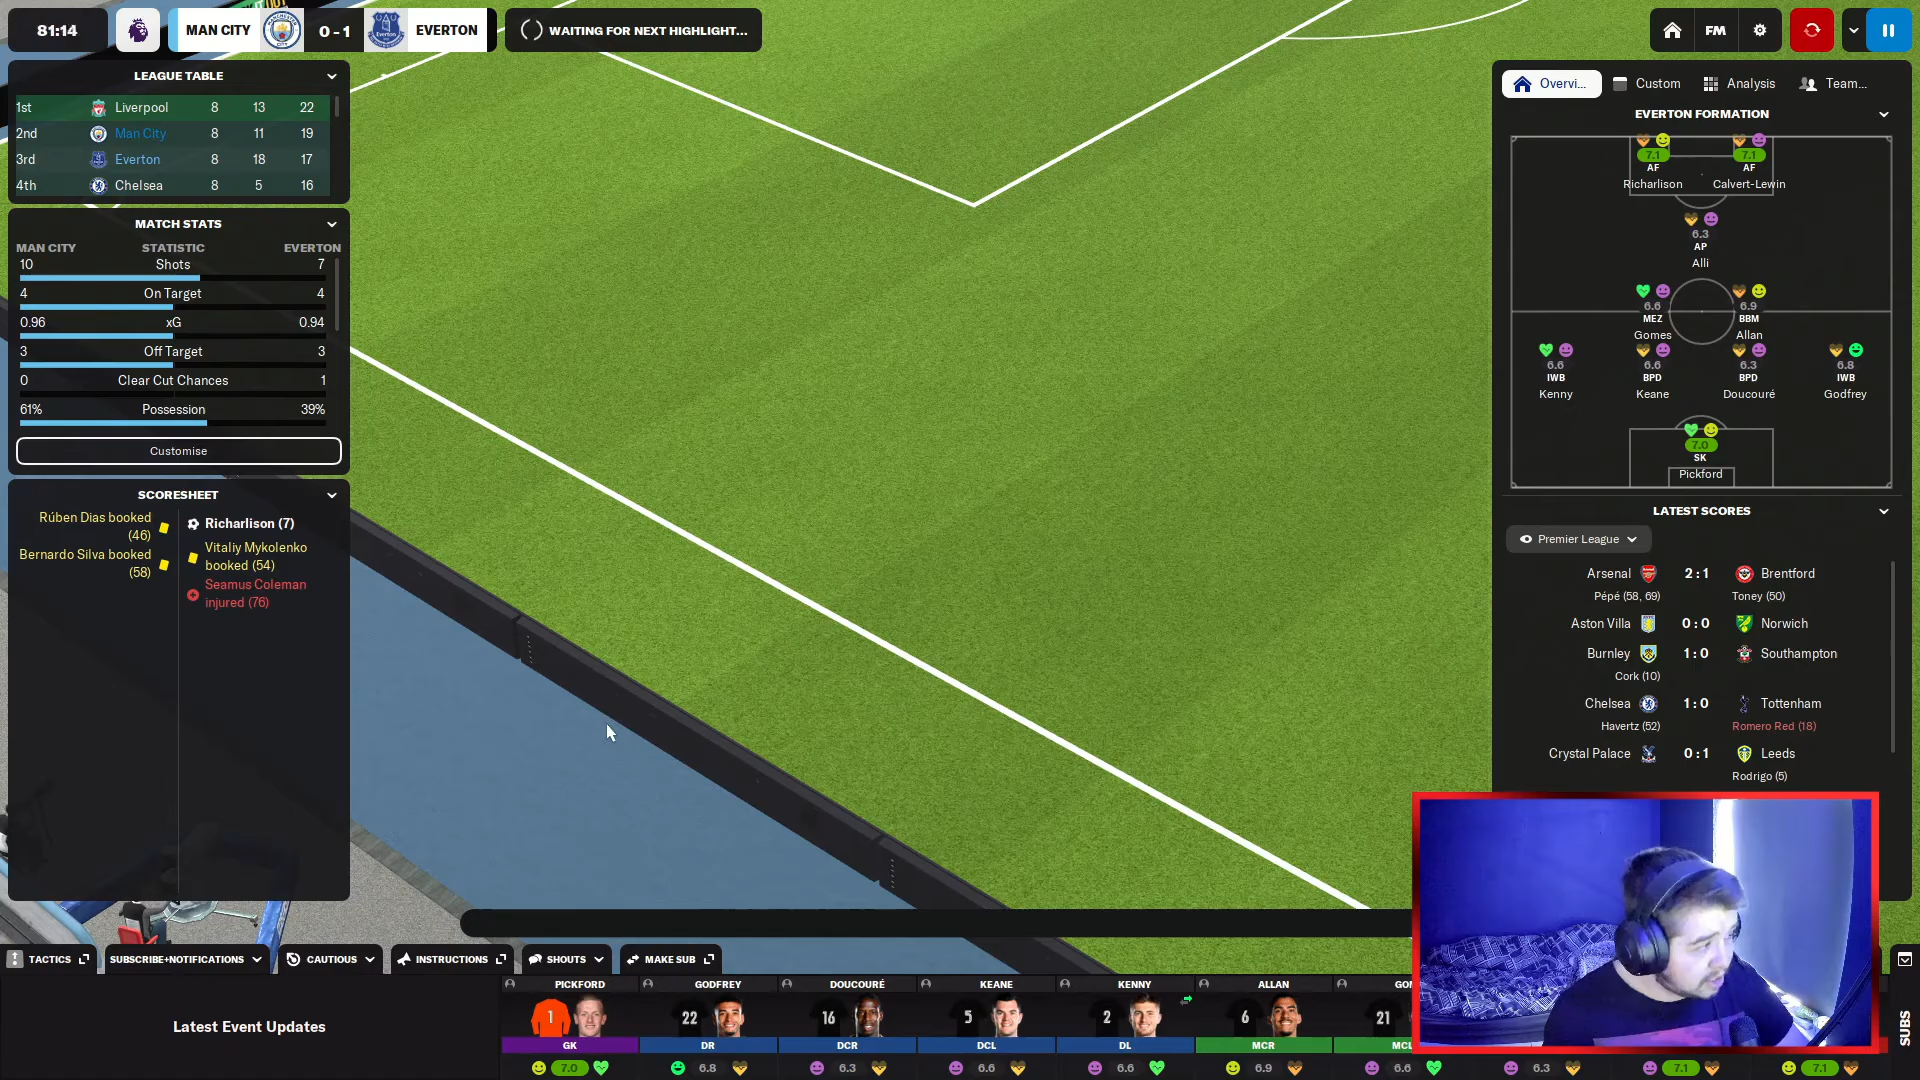 81:14
MAN CITY
0 - 1
EVERTON
WAITING FOR NEXT HIGHLIGHT...
FM
LEAGUE TABLE
1st Liverpool 8 13 22
2nd Man City 8 11 19
3rd Everton 8 18 17
4th Chelsea 8 5 16
MATCH STATS
MAN CITY STATISTIC EVERTON
10 Shots 7
4 On Target 4
0.96 xG 0.94
3 Off Target 3
0 Clear Cut Chances 1
61% Possession 39%
Customise
SCORESHEET
Rúben Dias booked
(46)
Bernardo Silva booked
(58)
Richarlison (7)
Vitaliy Mykolenko
booked (54)
Seamus Coleman
injured (76)
Overvi...
Custom
Analysis
Team...
EVERTON FORMATION
7.1 7.1
AF AF
Richarlison Calvert-Lewin
6.3
AP
Alli
6.6 6.9
MEZ BBM
Gomes Allan
6.6 6.6 6.3 6.8
IWB BPD BPD IWB
Kenny Keane Doucouré Godfrey
7.0
SK
Pickford
LATEST SCORES
Premier League
Arsenal 2 : 1 Brentford
Pépé (58, 69) Toney (50)
Aston Villa 0 : 0 Norwich
Burnley 1 : 0 Southampton
Cork (10)
Chelsea 1 : 0 Tottenham
Havertz (52) Romero Red (18)
Crystal Palace 0 : 1 Leeds
Rodrigo (5)
TACTICS
SUBSCRIBE+NOTIFICATIONS
CAUTIOUS
INSTRUCTIONS
SHOUTS
MAKE SUB
Latest Event Updates
PICKFORD GODFREY DOUCOURÉ KEANE KENNY ALLAN GO
1 22 16 5 2 6 21
GK DR DCR DCL DL MCR MCL
7.0 6.8 6.3 6.6 6.6 6.9 6.6 6.3 7.1 7.1
SUBS